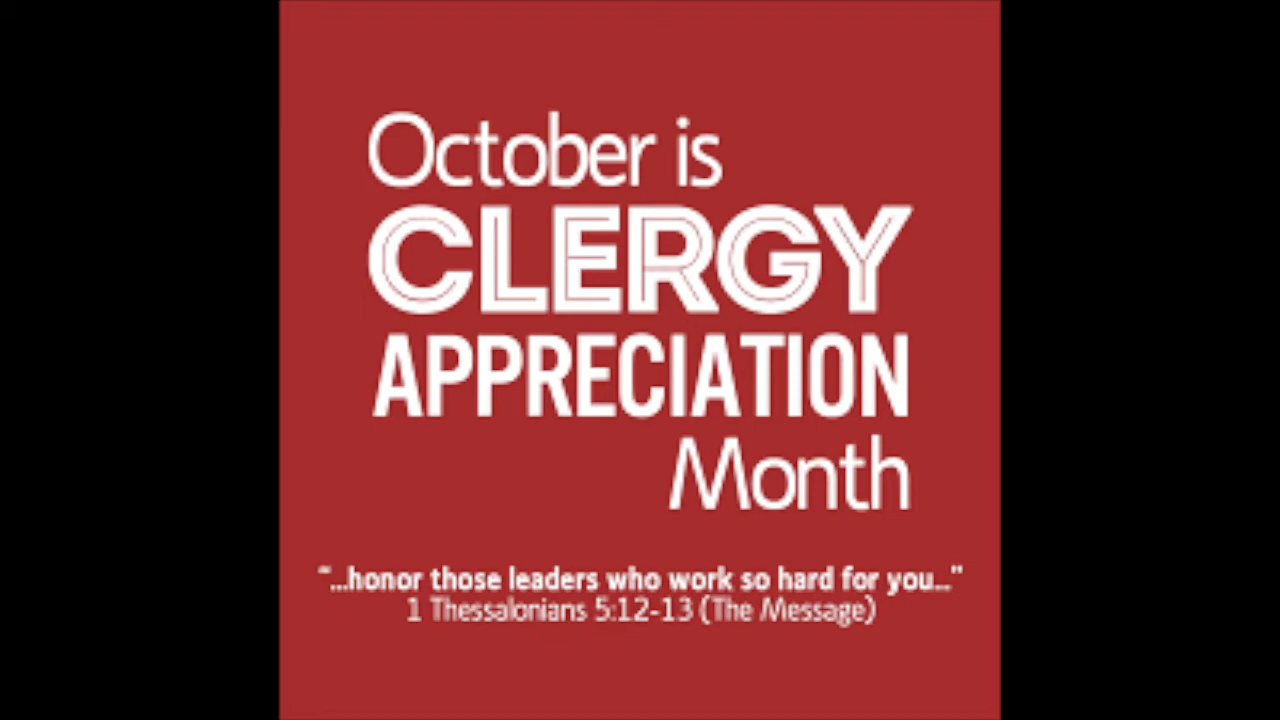 October is
CLERGY
APPRECIATION
Month
“...honor those leaders who work so hard for you...”
1 Thessalonians 5:12-13 (The Message)